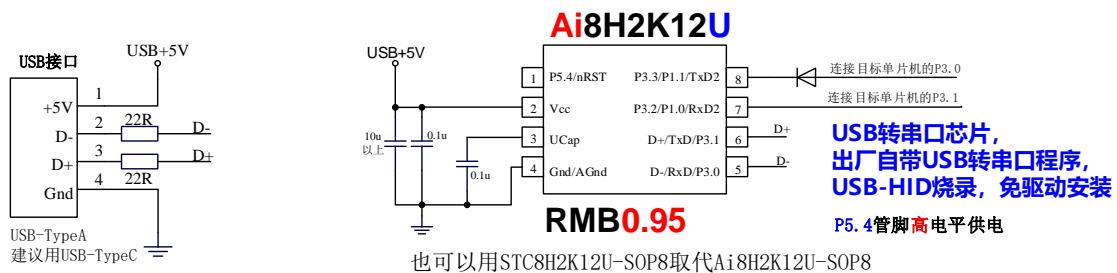 Ai8H2K12U
USB接口
USB+5V
1
+5V
2
22R
D-
D-
3
D+
D+
4
22R
Gnd
USB-TypeA
建议用USB-TypeC
USB+5V
10u
以上
0.1u
0.1u
1
P5.4/nRST
2
Vcc
3
UCap
4
Gnd/AGnd
P3.3/P1.1/TxD2
8
连接目标单片机的P3.0
P3.2/P1.0/RxD2
7
连接目标单片机的P3.1
D+/TxD/P3.1
6
D+
D-/RxD/P3.0
5
D-
USB转串口芯片，
出厂自带USB转串口程序，
USB-HID烧录，免驱动安装
RMB0.95
P5.4管脚高电平供电
也可以用STC8H2K12U-SOP8取代Ai8H2K12U-SOP8